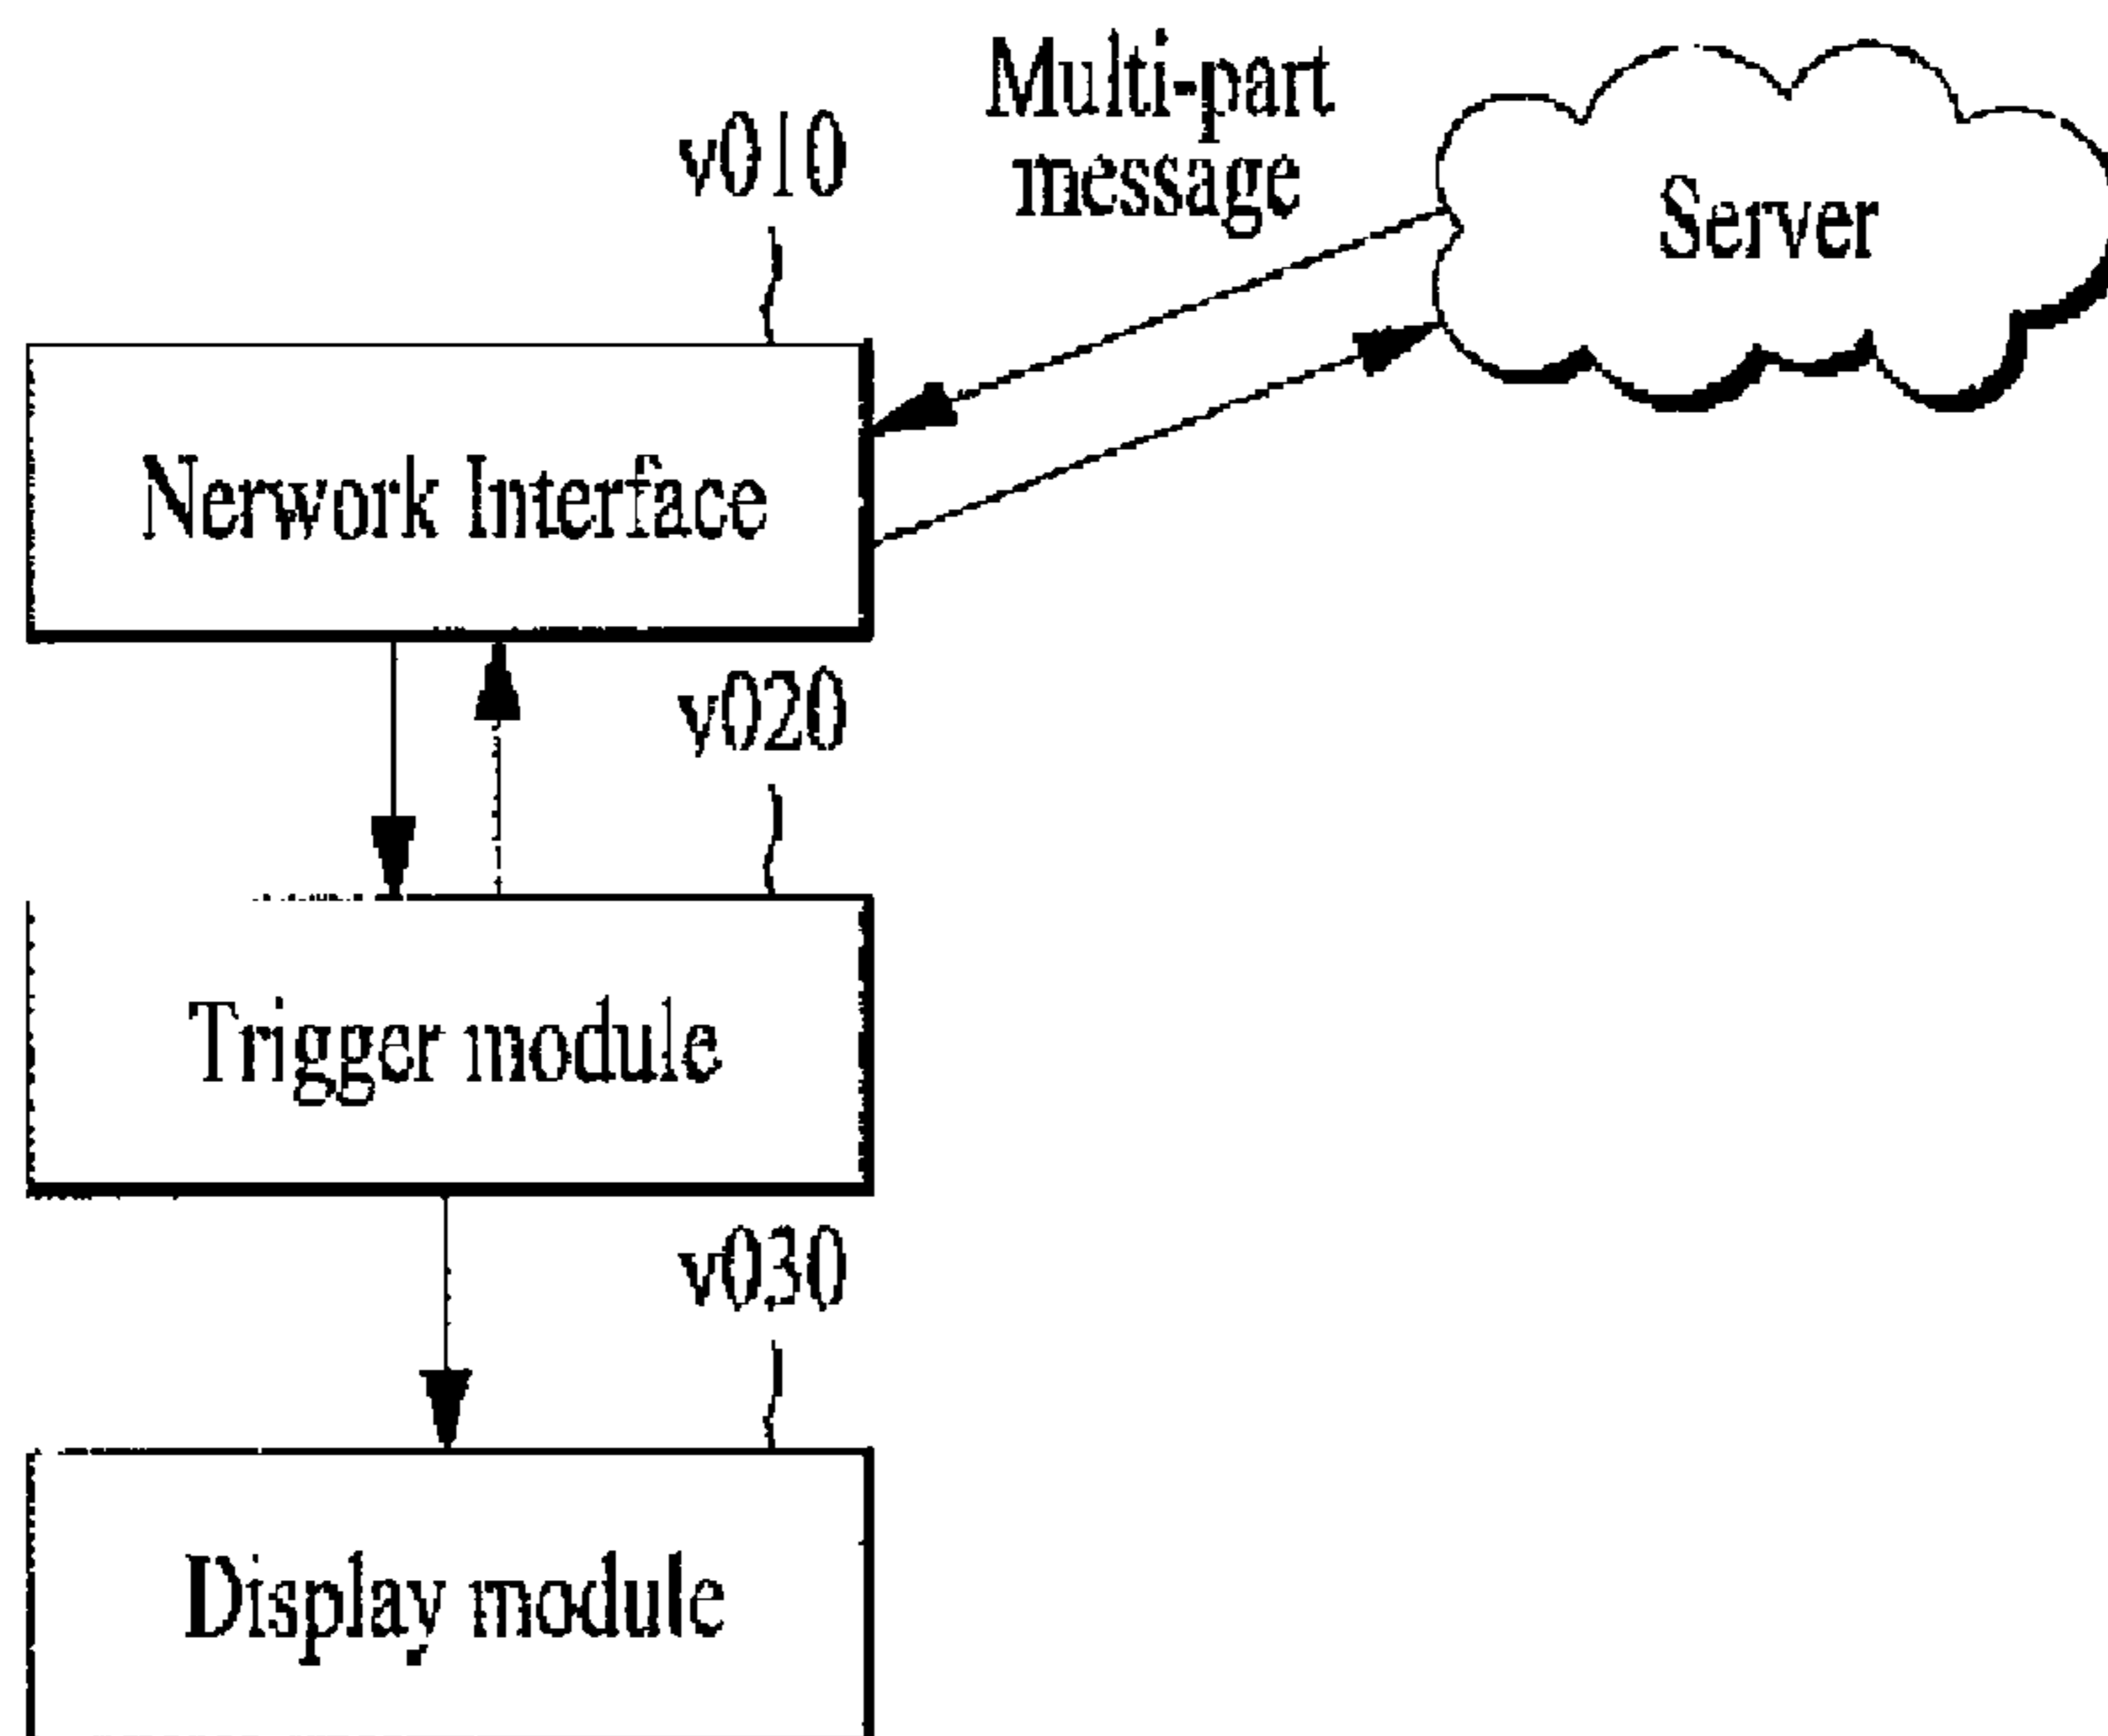 Multi-part
message
v010
Server
Nerwork Interface
v020
Trigger module
v030
Display module